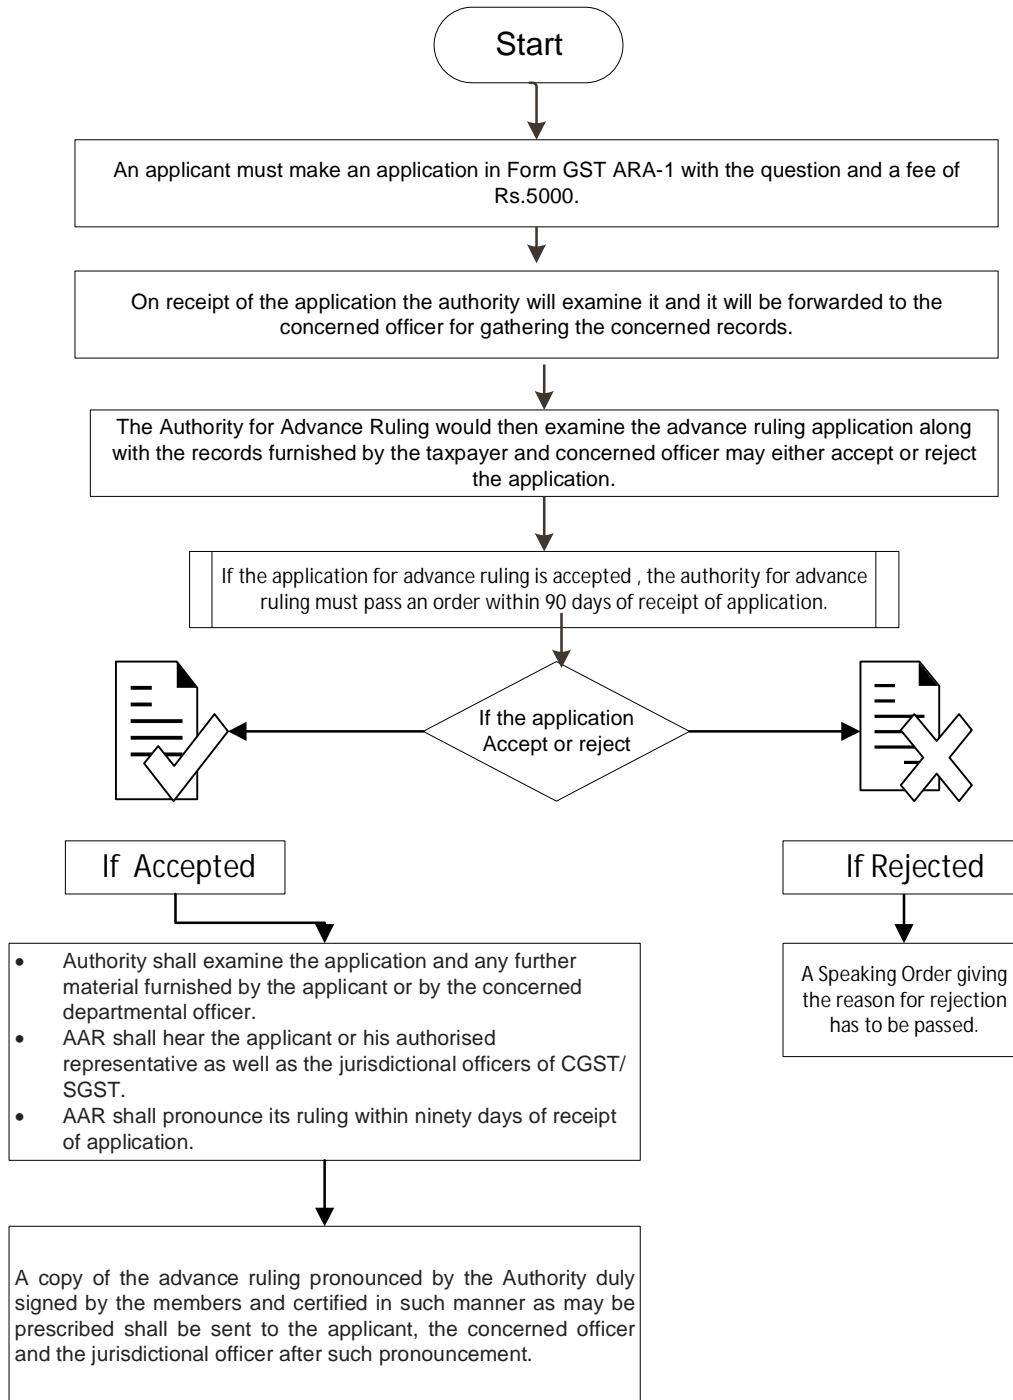 Start
An applicant must make an application in Form GST ARA-1 with the question and a fee of
Rs.5000.
On receipt of the application the authority will examine it and it will be forwarded to the
concerned officer for gathering the concerned records.
The Authority for Advance Ruling would then examine the advance ruling application along
with the records furnished by the taxpayer and concerned officer may either accept or reject
the application.
If the application for advance ruling is accepted , the authority for advance
ruling must pass an order within 90 days of receipt of application.
If the application
Accept or reject
If Accepted
If Rejected
• Authority shall examine the application and any further
material furnished by the applicant or by the concerned
departmental officer.
• AAR shall hear the applicant or his authorised
representative as well as the jurisdictional officers of CGST/
SGST.
• AAR shall pronounce its ruling within ninety days of receipt
of application.
A Speaking Order giving
the reason for rejection
has to be passed.
A copy of the advance ruling pronounced by the Authority duly
signed by the members and certified in such manner as may be
prescribed shall be sent to the applicant, the concerned officer
and the jurisdictional officer after such pronouncement.